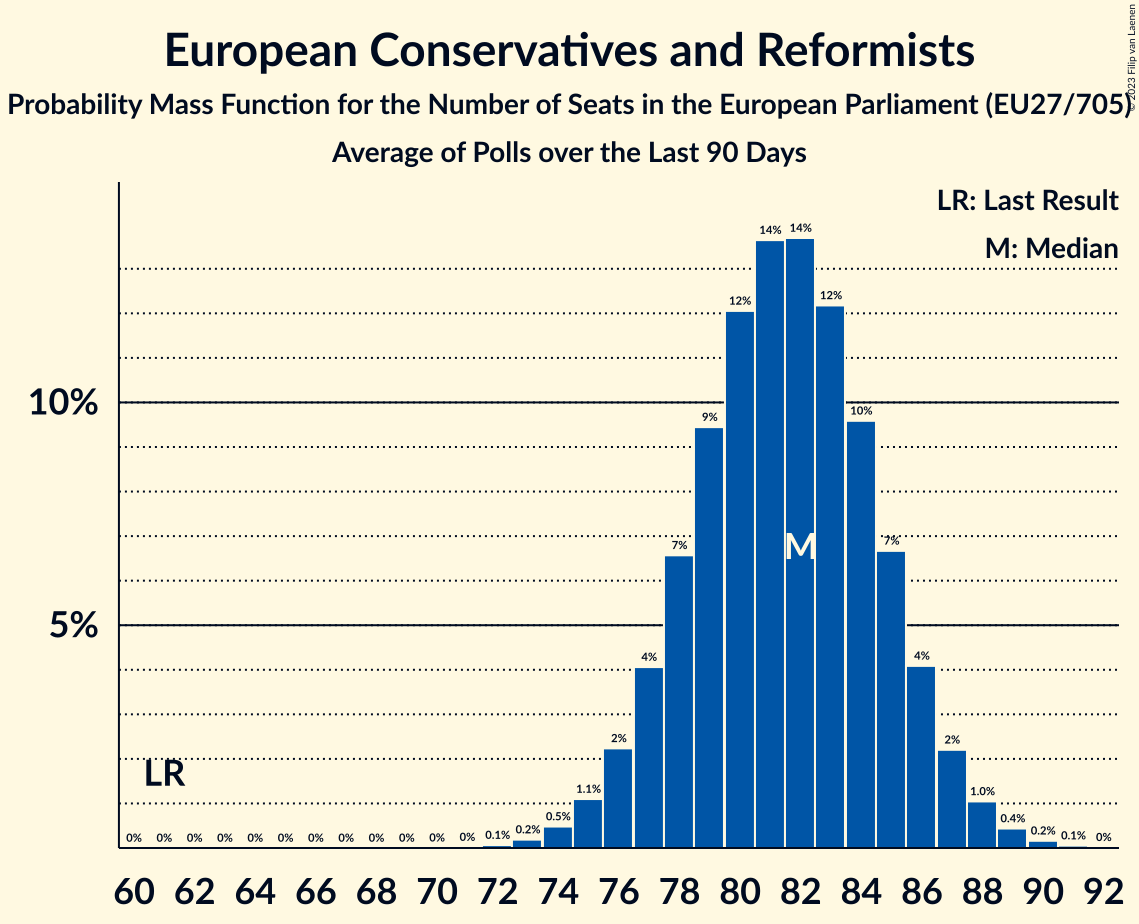 European Conservatives and Reformists
Probability Mass Function for the Number of Seats in the European Parliament (EU27/705)
Average of Polls over the Last 90 Days
© 2023 Filip van Laenen
LR: Last Result
M: Median
14% 14%
12% 12%
10%
9% 10%
7% M 7%
5%
4% 4%
2% 2%
LR
1.1% 1.0%
0% 0% 0% 0% 0% 0% 0% 0% 0% 0% 0% 0% 0.1% 0.2% 0.5% 0.4% 0.2% 0.1% 0%
60 62 64 66 68 70 72 74 76 78 80 82 84 86 88 90 92